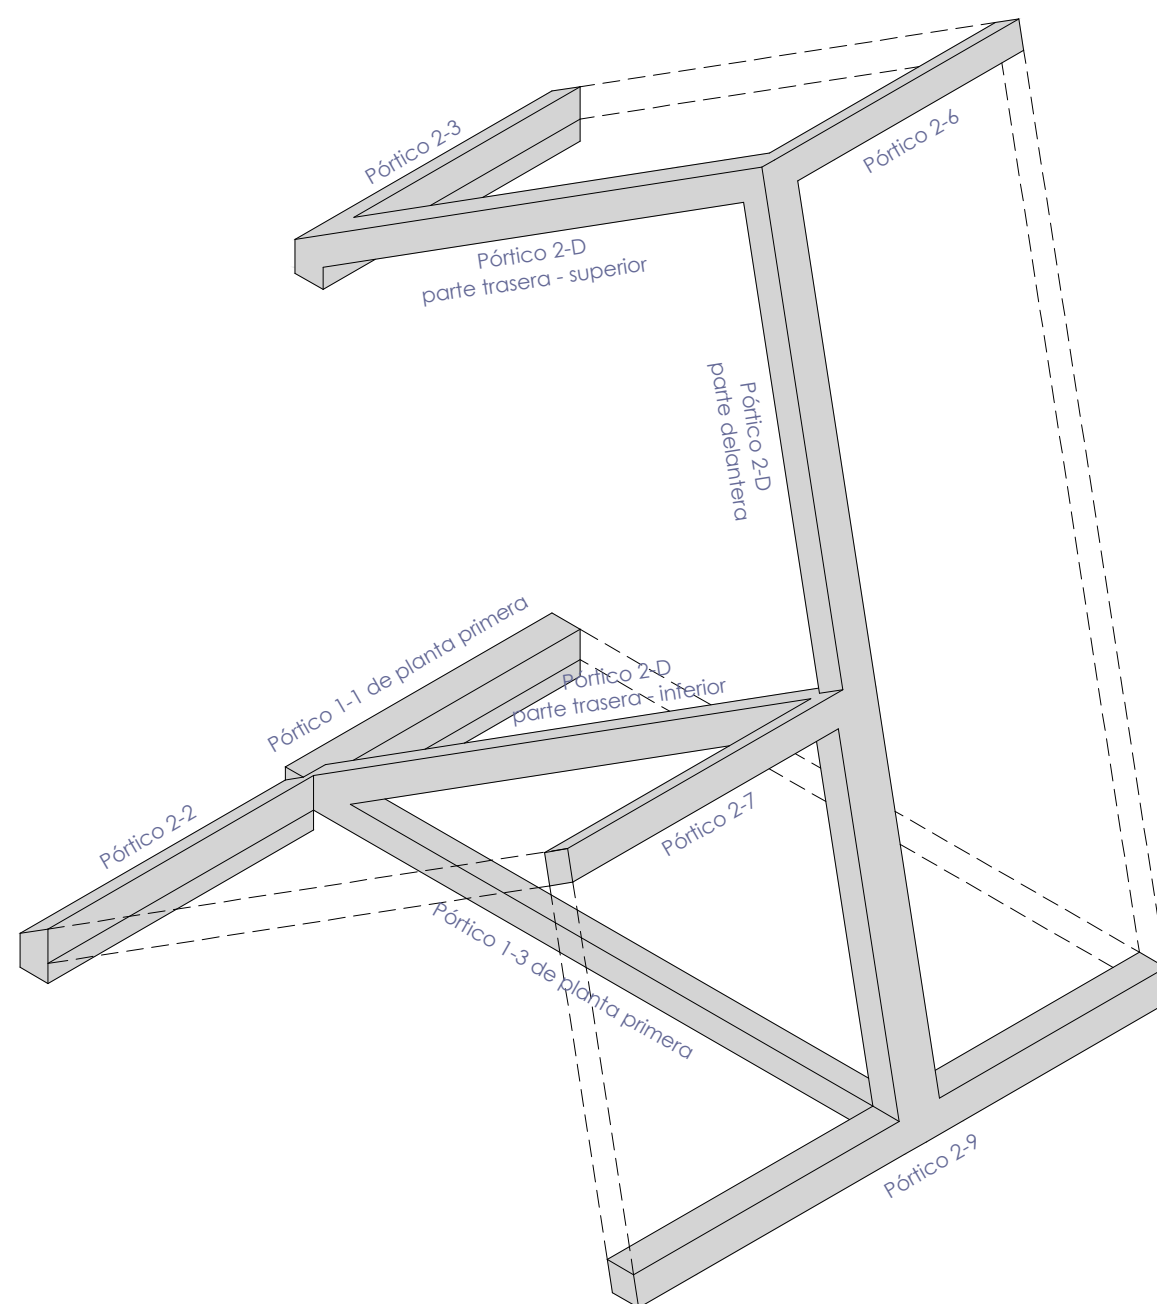 Pórtico 2-3
Pórtico 2-6
Pórtico 2-D
parte trasera - superior
Pórtico 2-D
parte delantera
Pórtico 1-1 de planta primera
Pórtico 2-D
parte trasera - inferior
Pórtico 2-2
Pórtico 2-7
Pórtico 1-3 de planta primera
Pórtico 2-9